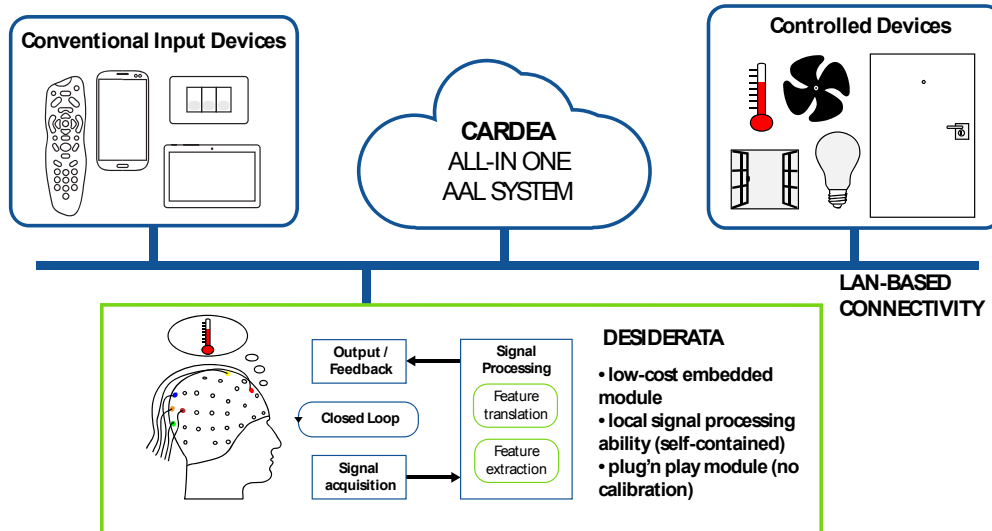 Conventional Input Devices
CARDEA
ALL-IN ONE
AAL SYSTEM
Controlled Devices
LAN-BASED
CONNECTIVITY
Output /
Feedback
Closed Loop
Signal
acquisition
Signal
Processing
Feature
translation
Feature
extraction
DESIDERATA
• low-cost embedded
module
• local signal processing
ability (self-contained)
• plug'n play module (no
calibration)